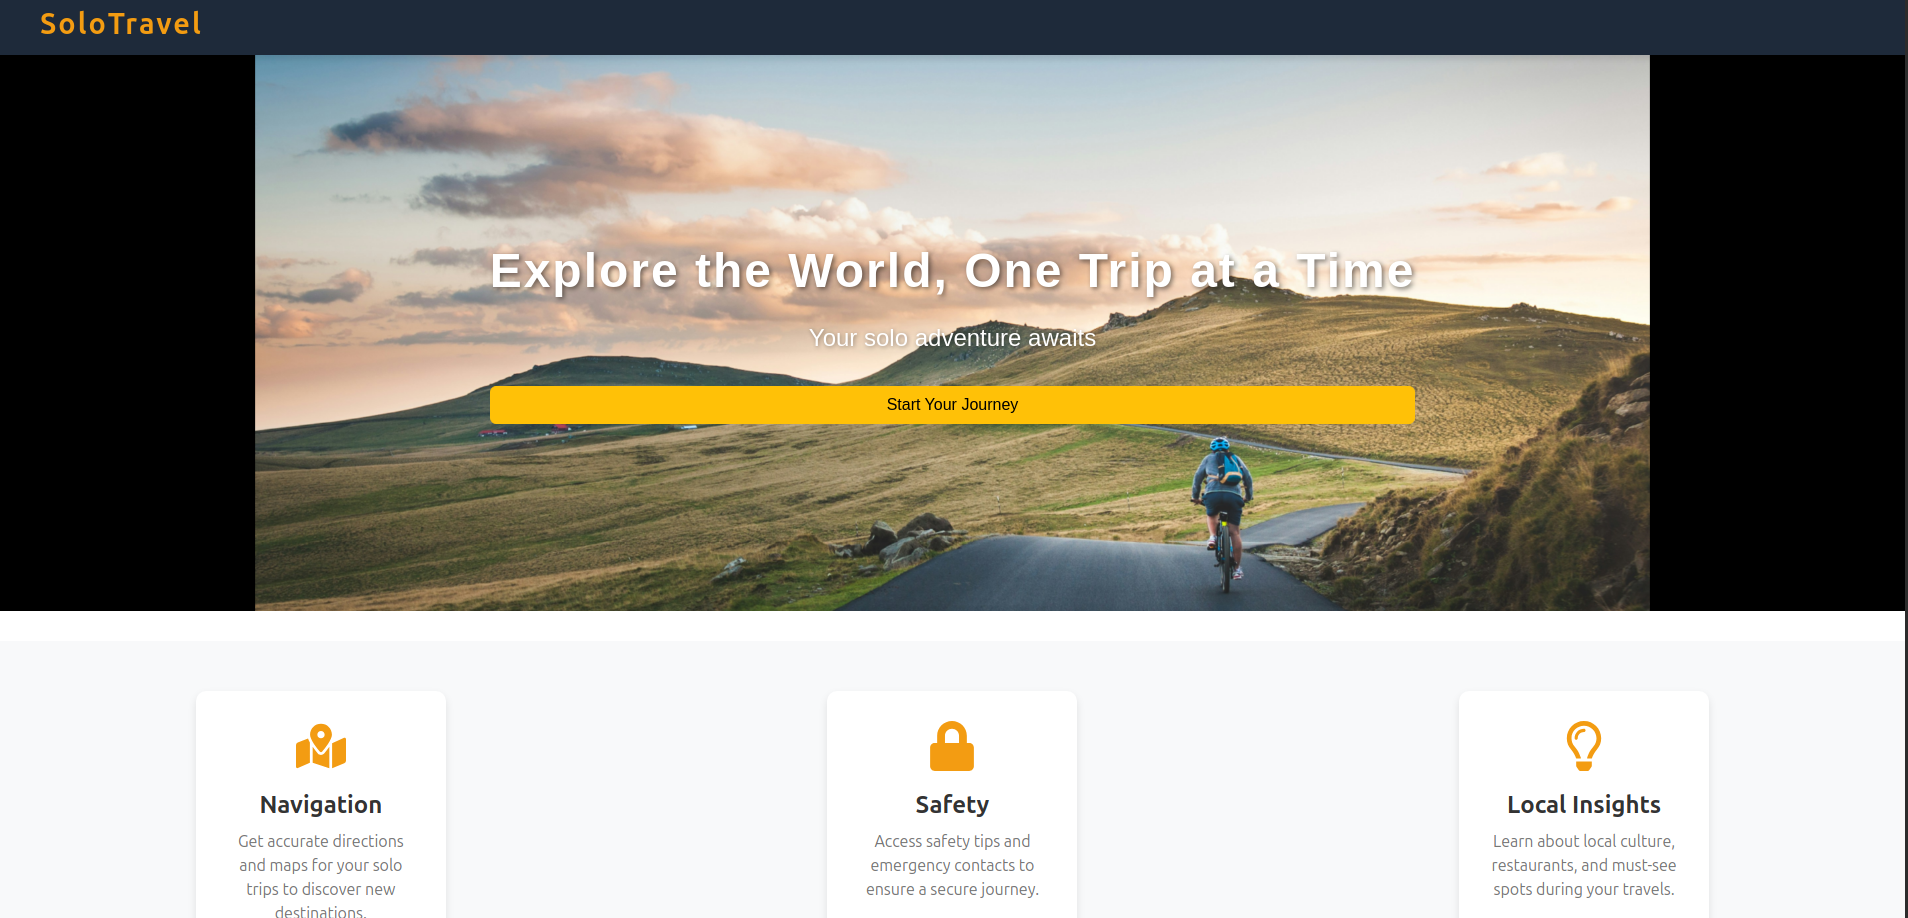 SoloTravel
Explore the World, One Trip at a Time
Your solo adventure awaits
Start Your Journey
Navigation
Get accurate directions
and maps for your solo
trips to discover new
destinations.
Safety
Access safety tips and
emergency contacts to
ensure a secure journey.
Local Insights
Learn about local culture,
restaurants, and must-see
spots during your travels.